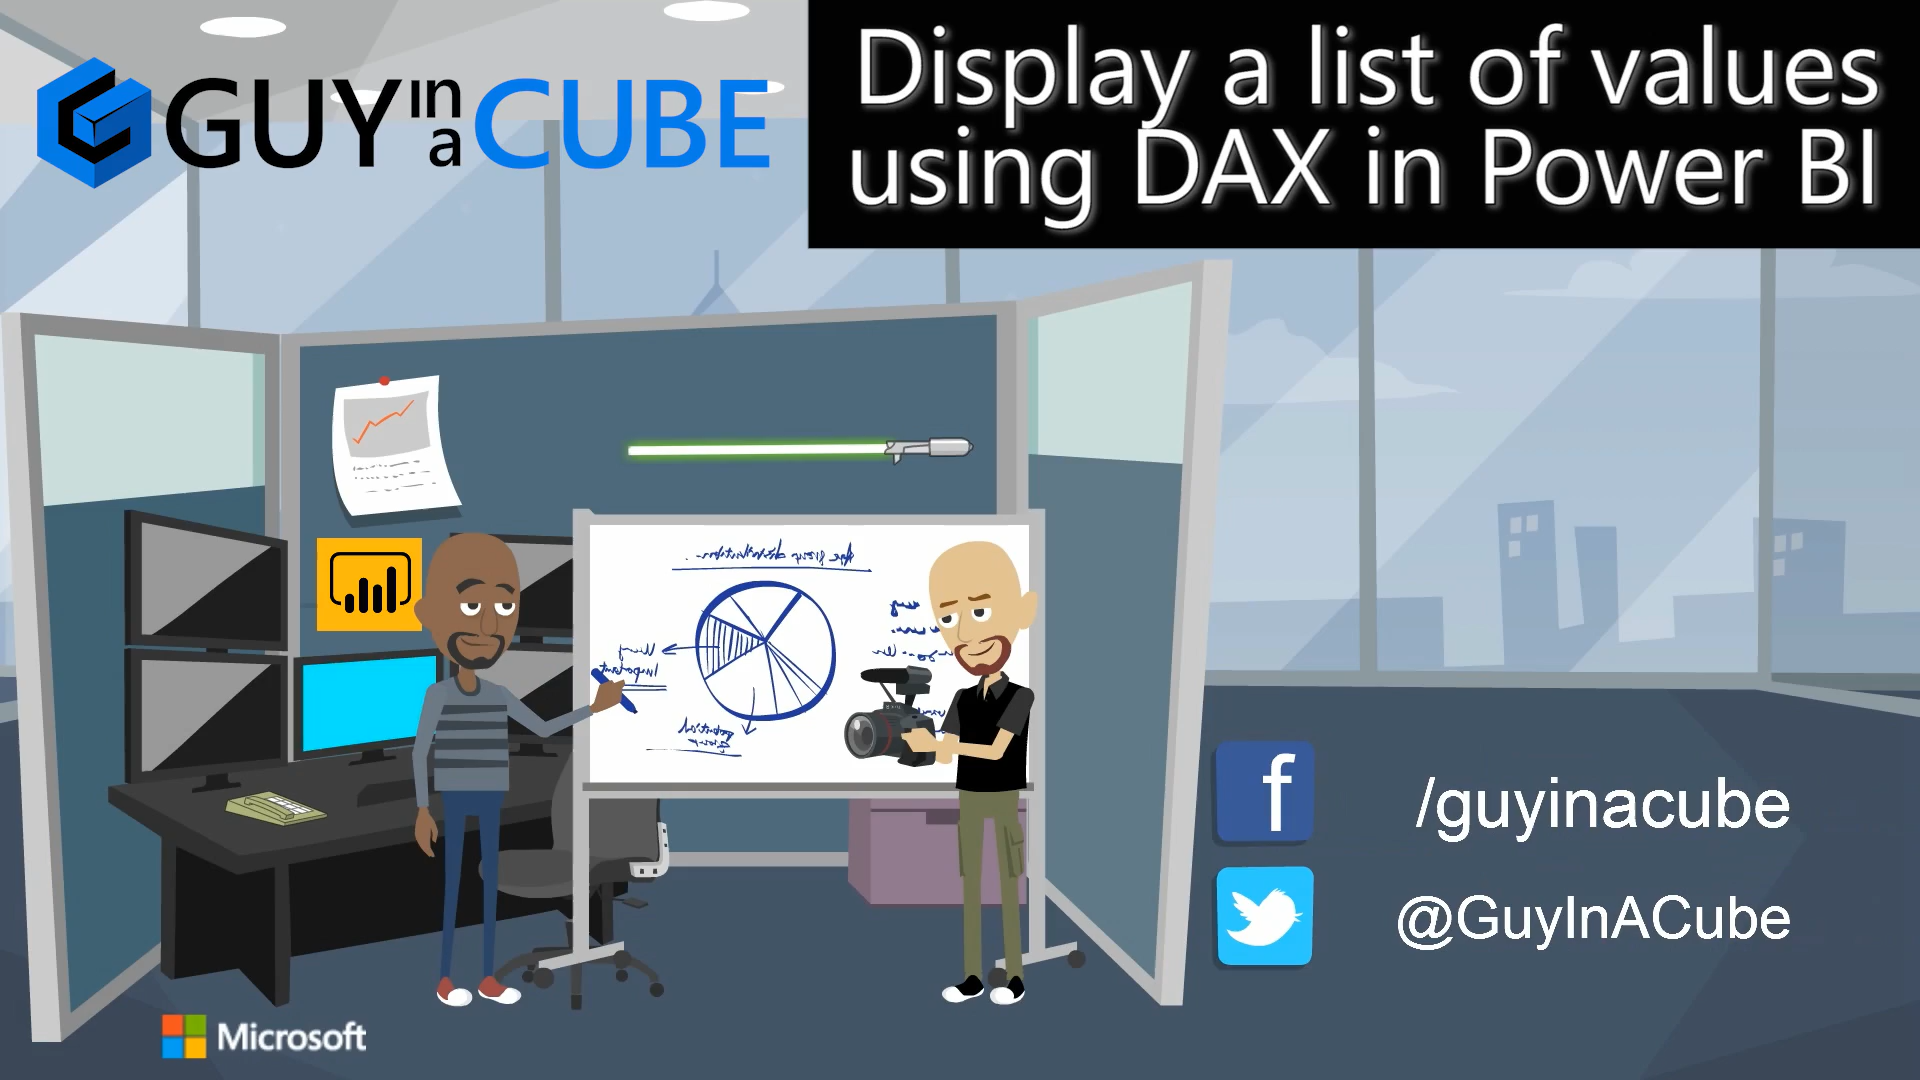 GUY in a CUBE
Display a list of values
using DAX in Power BI
/guyinacube
@GuyInACube
Microsoft